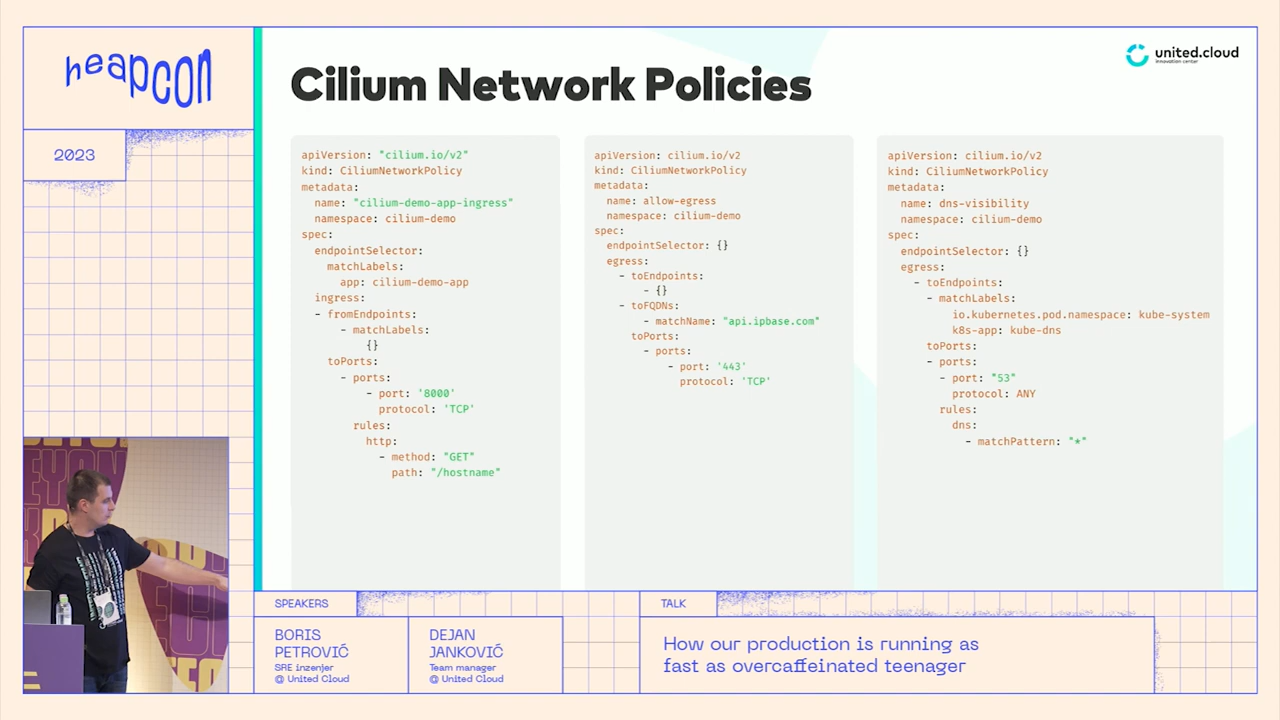 heapcon
2023
united.cloud
innovation center
Cilium Network Policies
apiVersion: "cilium.io/v2"
kind: CiliumNetworkPolicy
metadata:
  name: "cilium-demo-app-ingress"
  namespace: cilium-demo
spec:
  endpointSelector:
    matchLabels:
      app: cilium-demo-app
  ingress:
  - fromEndpoints:
      - matchLabels:
          {}
    toPorts:
      - ports:
          - port: '8000'
            protocol: 'TCP'
        rules:
          http:
            - method: "GET"
              path: "/hostname"
apiVersion: cilium.io/v2
kind: CiliumNetworkPolicy
metadata:
  name: allow-egress
  namespace: cilium-demo
spec:
  endpointSelector: {}
  egress:
    - toEndpoints:
        - {}
    - toFQDNs:
        - matchName: "api.ipbase.com"
      toPorts:
        - ports:
            - port: '443'
              protocol: 'TCP'
apiVersion: cilium.io/v2
kind: CiliumNetworkPolicy
metadata:
  name: dns-visibility
  namespace: cilium-demo
spec:
  endpointSelector: {}
  egress:
    - toEndpoints:
      - matchLabels:
          io.kubernetes.pod.namespace: kube-system
          k8s-app: kube-dns
      toPorts:
      - ports:
        - port: "53"
          protocol: ANY
        rules:
          dns:
            - matchPattern: "*"
SPEAKERS
BORIS
PETROVIĆ
SRE inzenjer
@ United Cloud
DEJAN
JANKOVIĆ
Team manager
@ United Cloud
TALK
How our production is running as
fast as overcaffeinated teenager